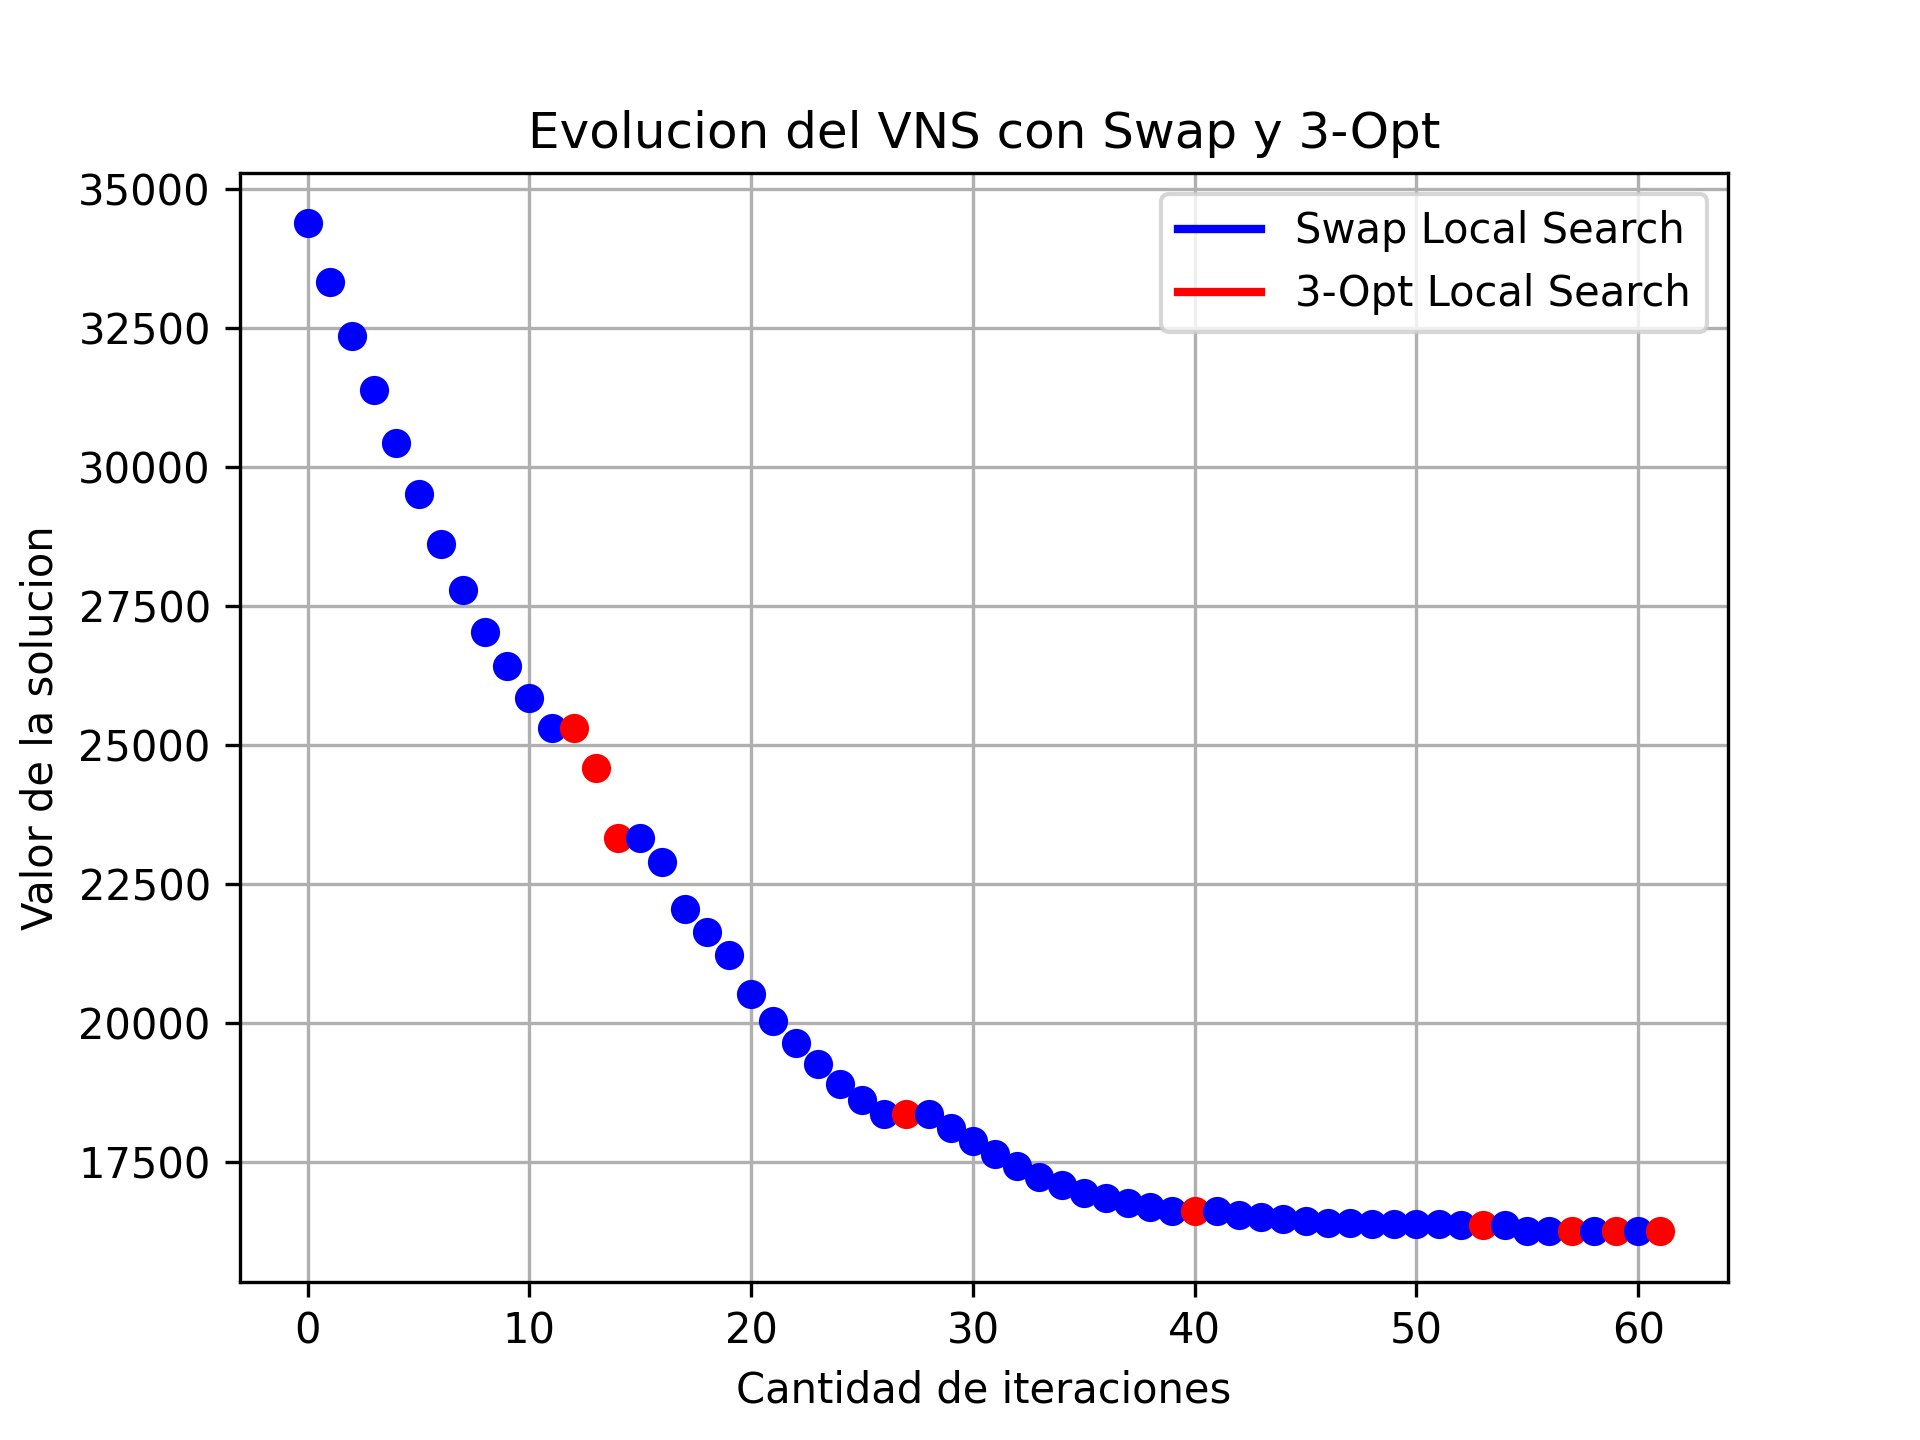 Evolucion del VNS con Swap y 3-Opt
Swap Local Search
3-Opt Local Search
Valor de la solucion
35000
32500
30000
27500
25000
22500
20000
17500
0 10 20 30 40 50 60
Cantidad de iteraciones